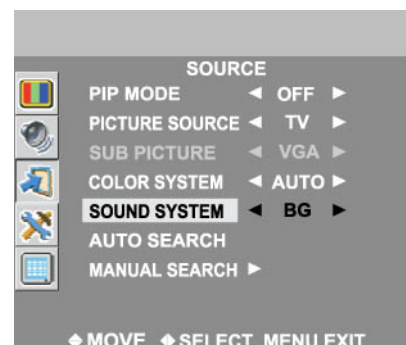 SOURCE
PIP MODE ◄ OFF ►
PICTURE SOURCE ◄ TV ►
SUB PICTURE ◄ VGA ►
COLOR SYSTEM ◄ AUTO ►
SOUND SYSTEM ◄ BG ►
AUTO SEARCH
MANUAL SEARCH ►
MOVE SELECT MENU EXIT